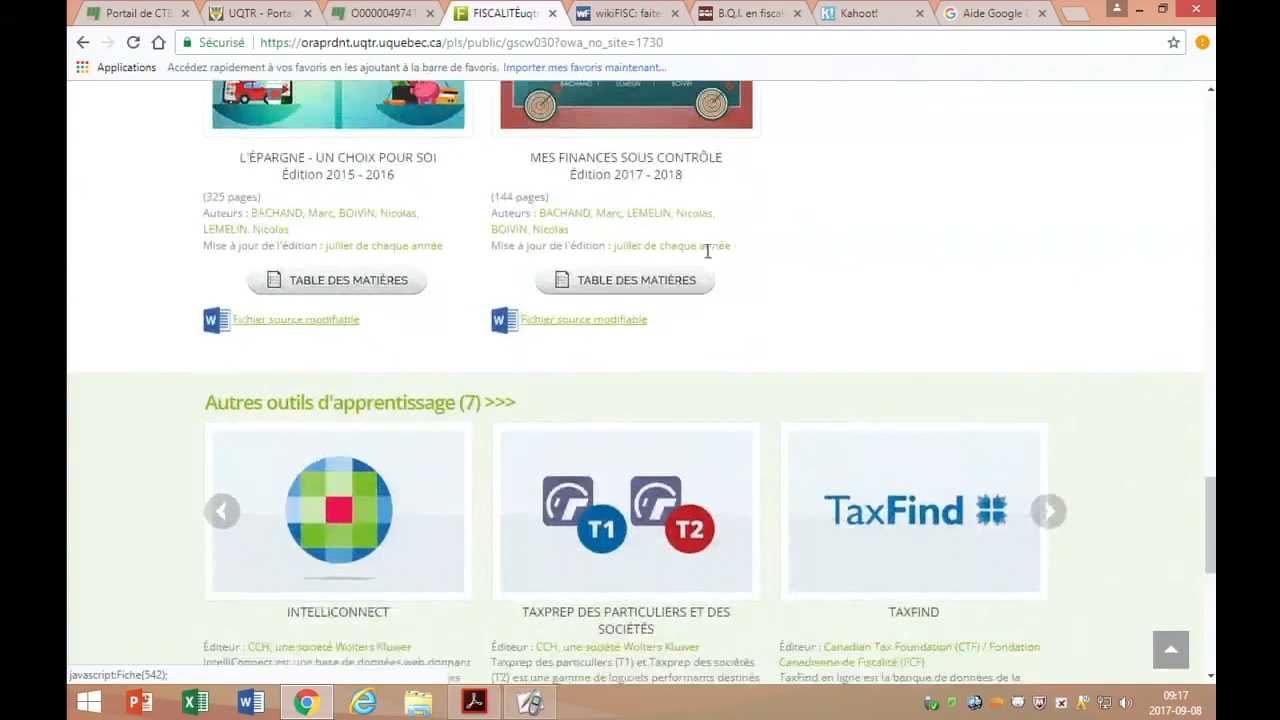 Portail de CTB
UQTR - Porta
O0000049741
FISCALITÉuqtr
wikiFISC: faite
B.Q.I. en fiscal
Kahoot!
Aide Google C
Sécurisé https://oraprdnt.uqtr.uquebec.ca/pls/public/gscw030?owa_no_site=1730
Applications Accédez rapidement à vos favoris en les ajoutant à la barre de favoris. Importer mes favoris maintenant...
BACHAND LEMELIN BOIVIN
L'ÉPARGNE - UN CHOIX POUR SOI
Édition 2015 - 2016
(325 pages)
Auteurs : BACHAND, Marc, BOIVIN, Nicolas,
LEMELIN, Nicolas
Mise à jour de l'édition : juillet de chaque année
TABLE DES MATIÈRES
Fichier source modifiable
MES FINANCES SOUS CONTRÔLE
Édition 2017 - 2018
(144 pages)
Auteurs : BACHAND, Marc, LEMELIN, Nicolas,
BOIVIN, Nicolas
Mise à jour de l'édition : juillet de chaque année
TABLE DES MATIÈRES
Fichier source modifiable
Autres outils d'apprentissage (7) >>>
T1 T2
TaxFind
INTELLICONNECT
Éditeur : CCH, une société Wolters Kluwer
IntelliConnect est une base de données web donnant
TAXPREP DES PARTICULIERS ET DES
SOCIÉTÉS
Éditeur : CCH, une société Wolters Kluwer
Taxprep des particuliers (T1) et Taxprep des sociétés
(T2) est une gamme de logiciels performants destinés
TAXFIND
Éditeur : Canadian Tax Foundation (CTF) / Fondation
Canadienne de Fiscalité (FCF)
TaxFind en ligne est la banque de données de la
javascript:Fiche(542);
09:17
2017-09-08